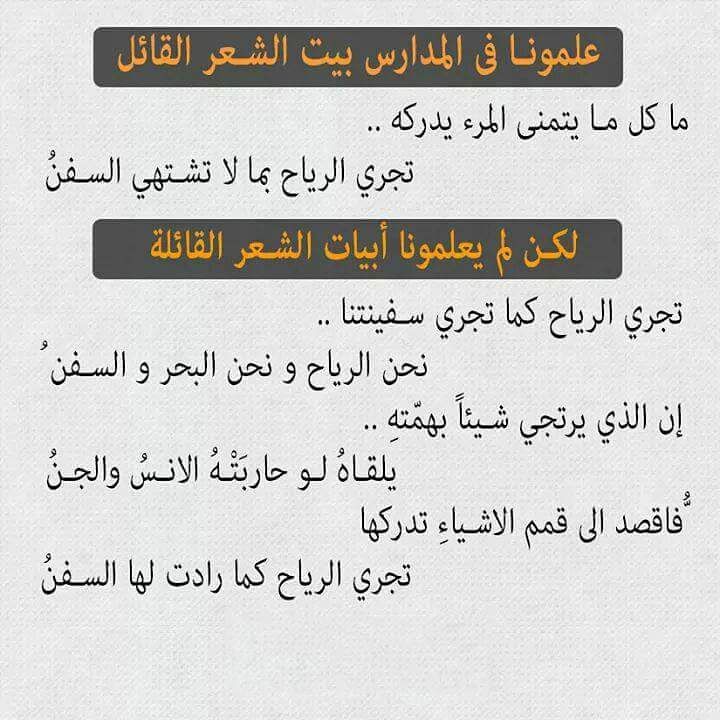 علمونا فى المدارس بيت الشعر القائل
ما كل ما يتمنى المرء يدركه ..
تجري الرياح بما لا تشتهي السفنُ
لكن لم يعلمونا أبيات الشعر القائلة
تجري الرياح كما تجري سفينتنا ..
نحن الرياح و نحن البحر و السفن ُ
إن الذي يرتجي شيئاً بهمّتهِ ..
يلقاهُ لو حاربَتْهُ الانسُ والجنُ
ُّفاقصد الى قمم الاشياءِ تدركها
تجري الرياح كما رادت لها السفنُ